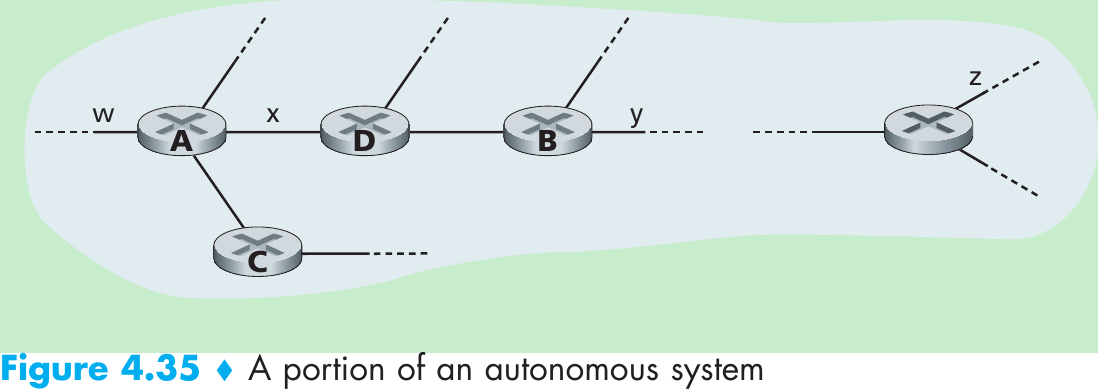 z
w
x
y
A
D
B
C
Figure 4.35 ♦ A portion of an autonomous system